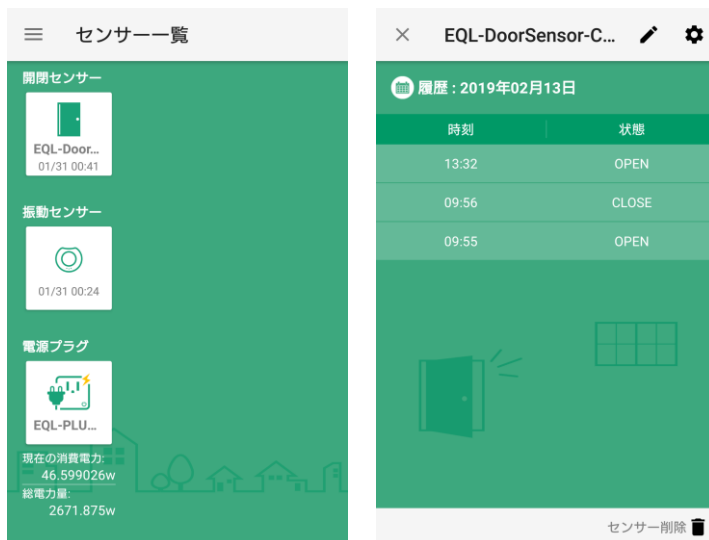 センサー一覧
開閉センサー
EQL-Door...
01/31 00:41
振動センサー
01/31 00:24
電源プラグ
EQL-PLU...
現在の消費電力:
46.599026w
総電力量:
2671.875w
EQL-DoorSensor-C...
履歴 : 2019年02月13日
時刻 状態
13:32 OPEN
09:56 CLOSE
09:55 OPEN
センサー削除